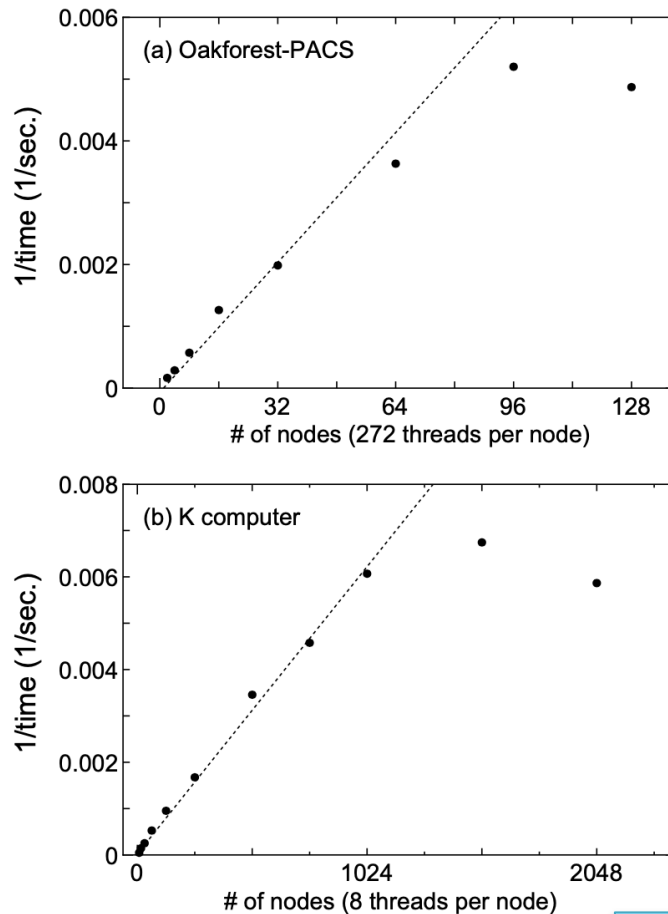 0.006
(a) Oakforest-PACS
0.004
1/time (1/sec.)
0.002
0
0 32 64 96 128
# of nodes (272 threads per node)
0.008
(b) K computer
0.006
1/time (1/sec.)
0.004
0.002
0
0 1024 2048
# of nodes (8 threads per node)